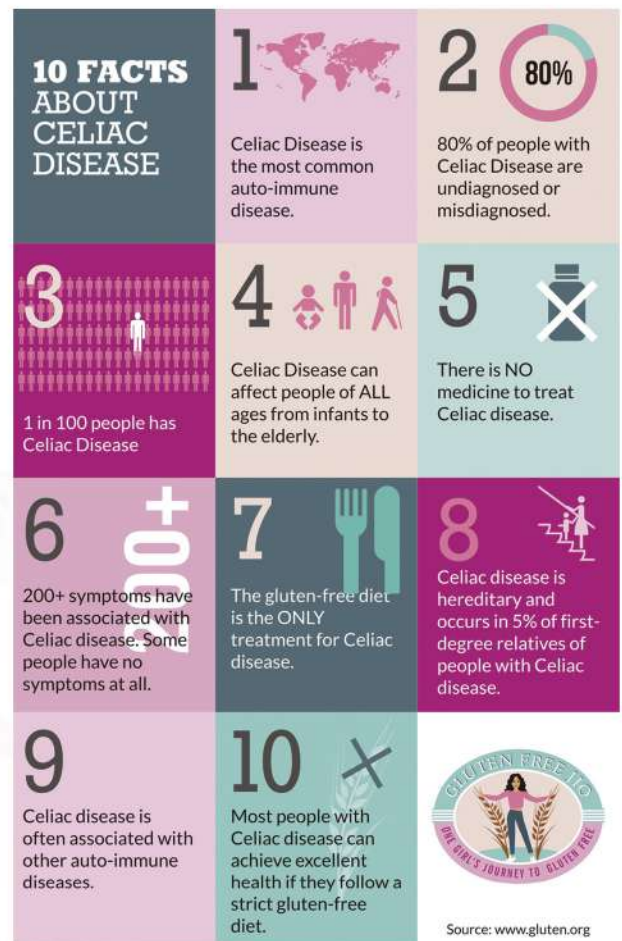 10 FACTS
ABOUT
CELIAC
DISEASE
1
Celiac Disease is
the most common
auto-immune
disease.
2
80%
80% of people with
Celiac Disease are
undiagnosed or
misdiagnosed.
3
1 in 100 people has
Celiac Disease
4
Celiac Disease can
affect people of ALL
ages from infants to
the elderly.
5
There is NO
medicine to treat
Celiac disease.
6
200+
200+ symptoms have
been associated with
Celiac disease. Some
people have no
symptoms at all.
7
The gluten-free diet
is the ONLY
treatment for Celiac
disease.
8
Celiac disease is
hereditary and
occurs in 5% of first-
degree relatives of
people with Celiac
disease.
9
Celiac disease is
often associated with
other auto-immune
diseases.
10
Most people with
Celiac disease can
achieve excellent
health if they follow a
strict gluten-free
diet.
GLUTEN FREE
ONE GIRL'S JOURNEY TO GLUTEN FREE
Source: www.gluten.org